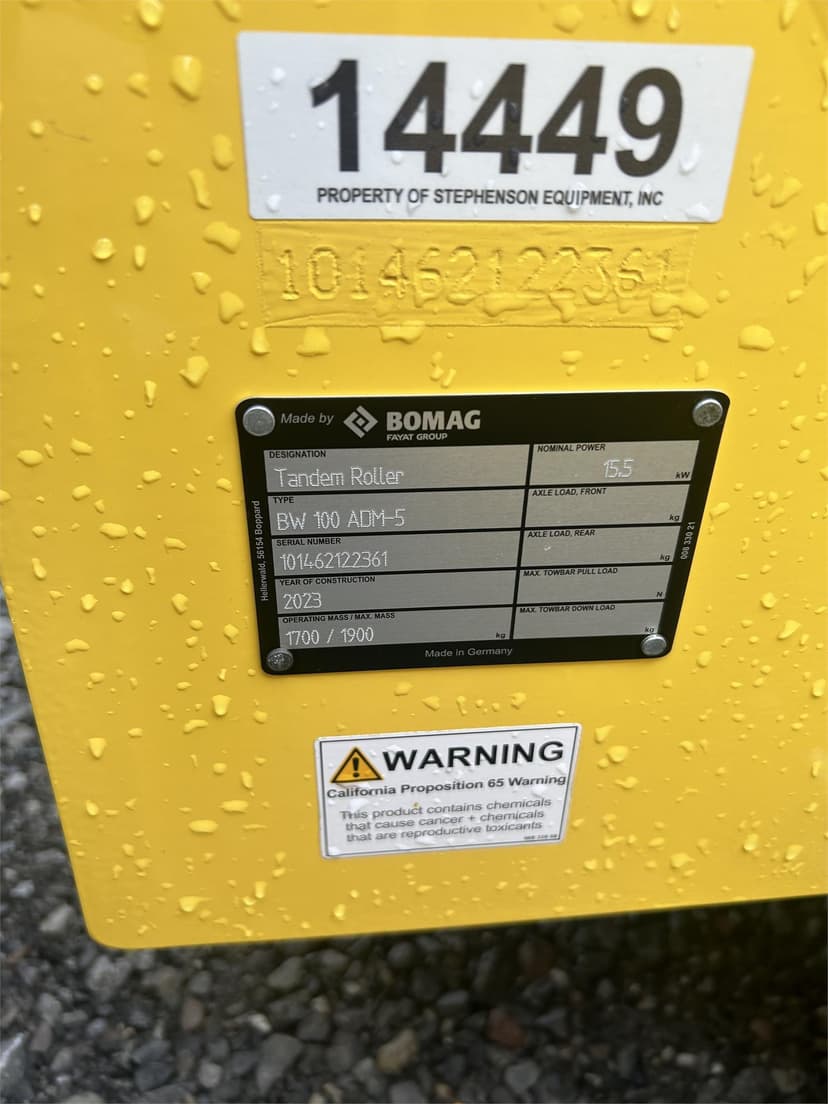 14449
PROPERTY OF STEPHENSON EQUIPMENT, INC
101462122361
Made by BOMAG
FAYAT GROUP
DESIGNATION
Tandem Roller
NOMINAL POWER
15.5 kW
TYPE
BW 100 ADM-5
AXLE LOAD, FRONT
kg
SERIAL NUMBER
101462122361
AXLE LOAD, REAR
kg
YEAR OF CONSTRUCTION
2023
MAX. TOWBAR PULL LOAD
N
OPERATING MASS / MAX. MASS
1700 / 1900 kg
MAX. TOWBAR DOWN LOAD
kg
Hellerwald, 56154 Boppard
008 330 21
Made in Germany
WARNING
California Proposition 65 Warning
This product contains chemicals
that cause cancer + chemicals
that are reproductive toxicants